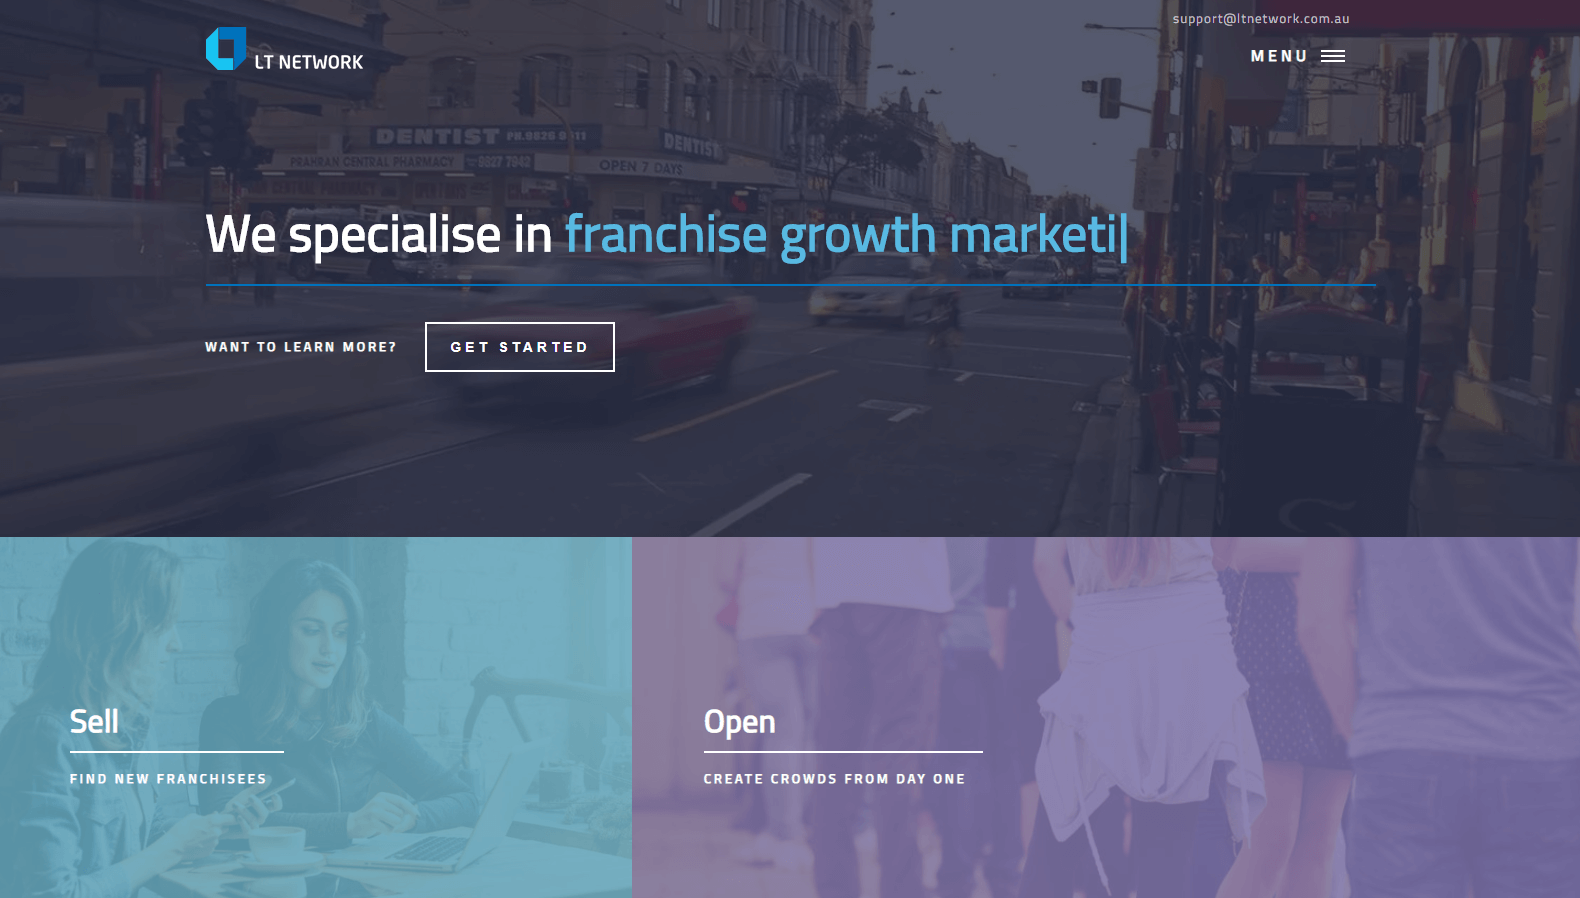 support@ltnetwork.com.au
LT NETWORK
MENU
DENTIST PH.9826 9511
DENTIST
PRAHRAN CENTRAL PHARMACY 9827 7942
OPEN 7 DAYS
We specialise in franchise growth marketi|
WANT TO LEARN MORE?
GET STARTED
Sell
Open
FIND NEW FRANCHISEES
CREATE CROWDS FROM DAY ONE